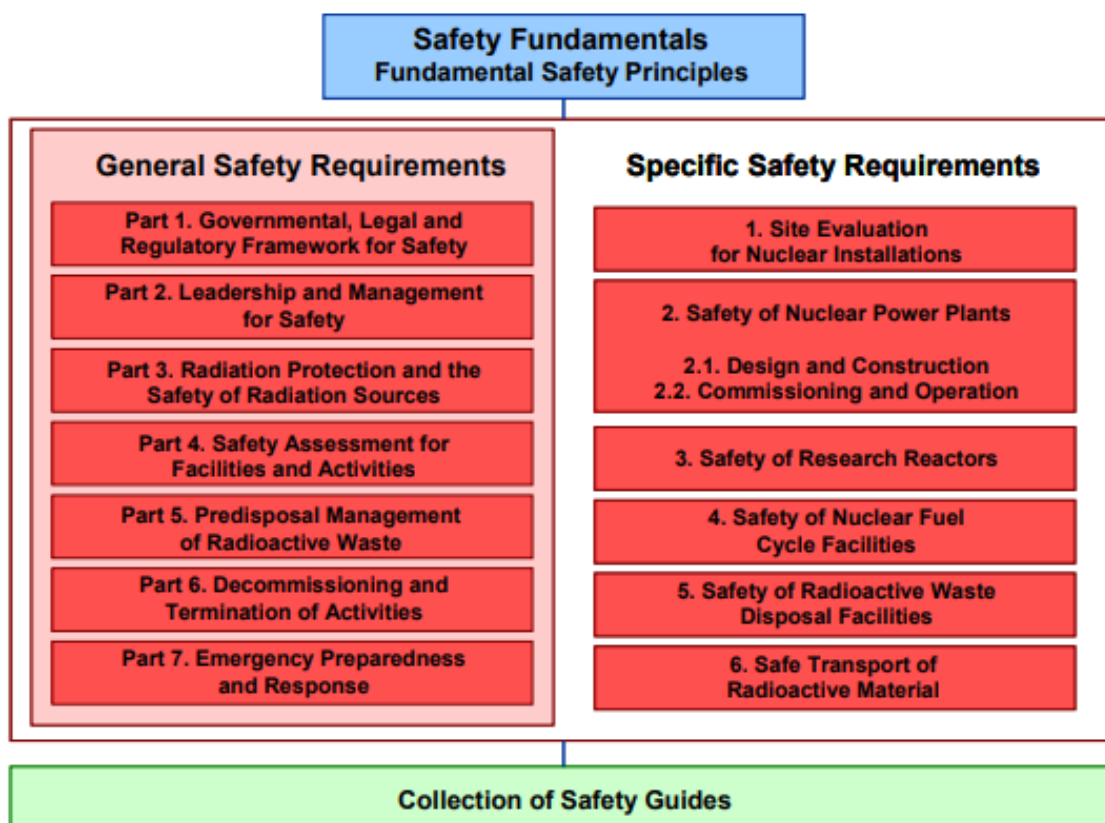 Safety Fundamentals
Fundamental Safety Principles
General Safety Requirements
Part 1. Governmental, Legal and
Regulatory Framework for Safety
Part 2. Leadership and Management
for Safety
Part 3. Radiation Protection and the
Safety of Radiation Sources
Part 4. Safety Assessment for
Facilities and Activities
Part 5. Predisposal Management
of Radioactive Waste
Part 6. Decommissioning and
Termination of Activities
Part 7. Emergency Preparedness
and Response
Specific Safety Requirements
1. Site Evaluation
for Nuclear Installations
2. Safety of Nuclear Power Plants
2.1. Design and Construction
2.2. Commissioning and Operation
3. Safety of Research Reactors
4. Safety of Nuclear Fuel
Cycle Facilities
5. Safety of Radioactive Waste
Disposal Facilities
6. Safe Transport of
Radioactive Material
Collection of Safety Guides